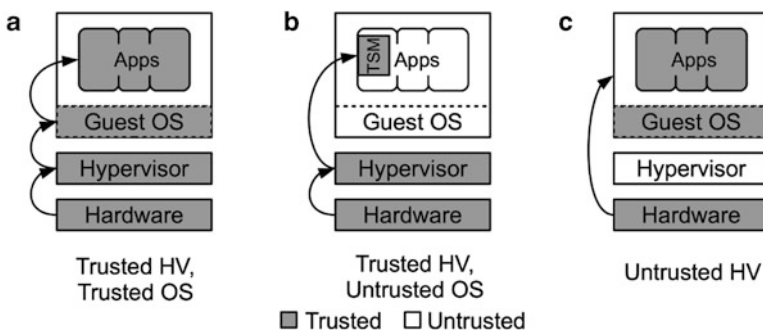 a
Apps
Guest OS
Hypervisor
Hardware
Trusted HV,
Trusted OS
b
TSM
Apps
Guest OS
Hypervisor
Hardware
Trusted HV,
Untrusted OS
c
Apps
Guest OS
Hypervisor
Hardware
Untrusted HV
Trusted
Untrusted